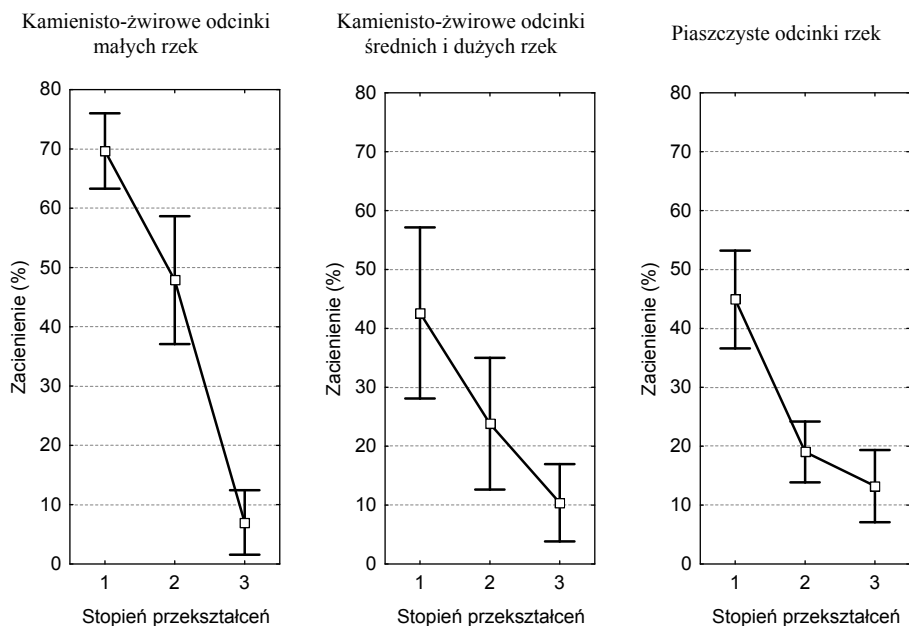 Kamienisto-żwirowe odcinki
małych rzek
80
70
60
50
40
30
20
10
0
Zacienienie (%)
1 2 3
Stopień przekształceń
Kamienisto-żwirowe odcinki
średnich i dużych rzek
80
70
60
50
40
30
20
10
0
Zacienienie (%)
1 2 3
Stopień przekształceń
Piaszczyste odcinki rzek
80
70
60
50
40
30
20
10
0
Zacienienie (%)
1 2 3
Stopień przekształceń